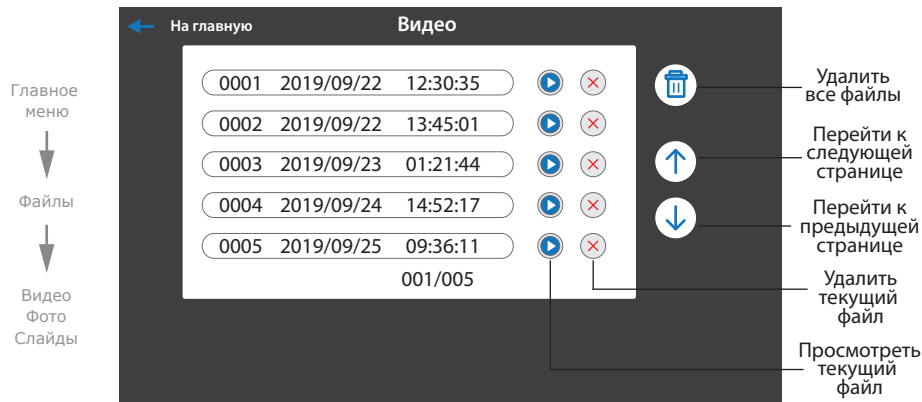 На главную
Видео
Главное
меню
Файлы
Видео
Фото
Слайды
0001 2019/09/22 12:30:35
0002 2019/09/22 13:45:01
0003 2019/09/23 01:21:44
0004 2019/09/24 14:52:17
0005 2019/09/25 09:36:11
001/005
Удалить
все файлы
Перейти к
следующей
странице
Перейти к
предыдущей
странице
Удалить
текущий
файл
Просмотреть
текущий
файл